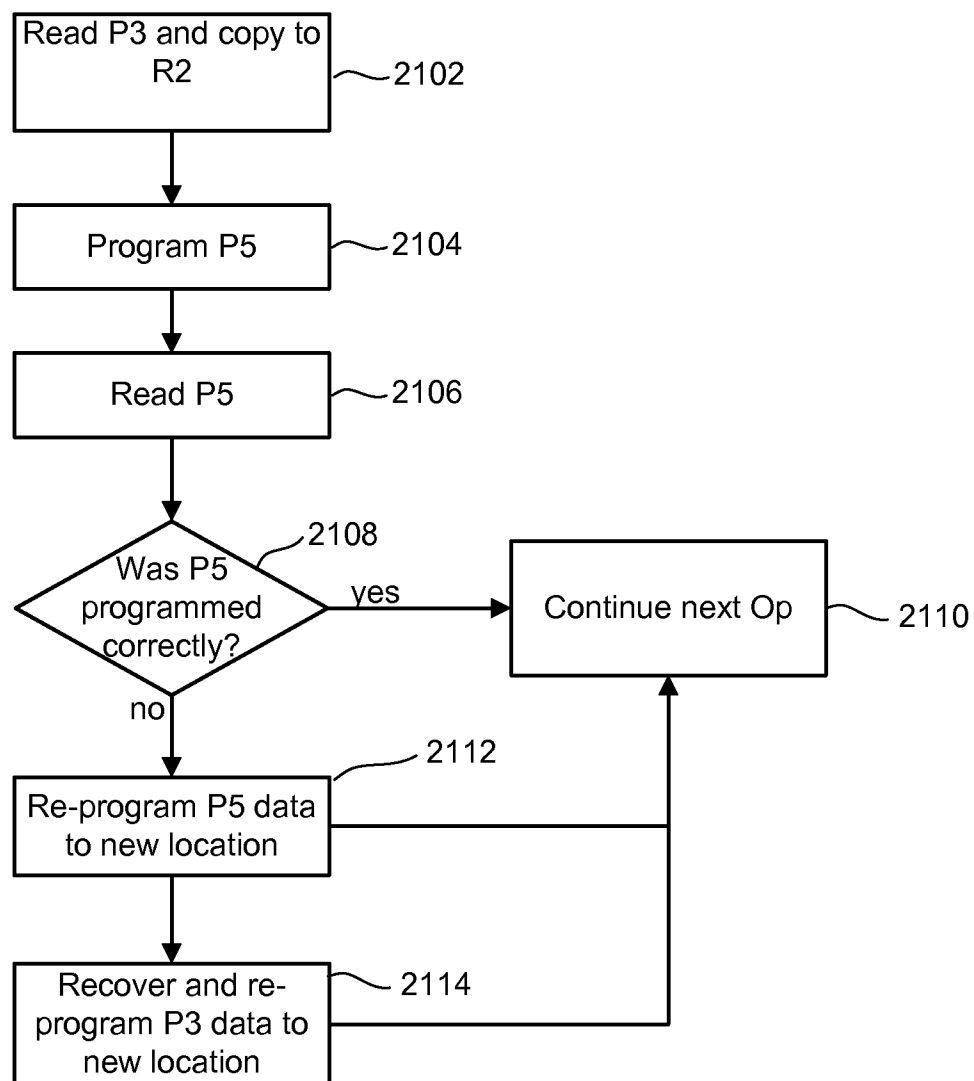 Read P3 and copy to
R2
2102
Program P5
2104
Read P5
2106
2108
Was P5
programmed
correctly?
yes
Continue next Op
2110
no
2112
Re-program P5 data
to new location
2114
Recover and re-
program P3 data to
new location